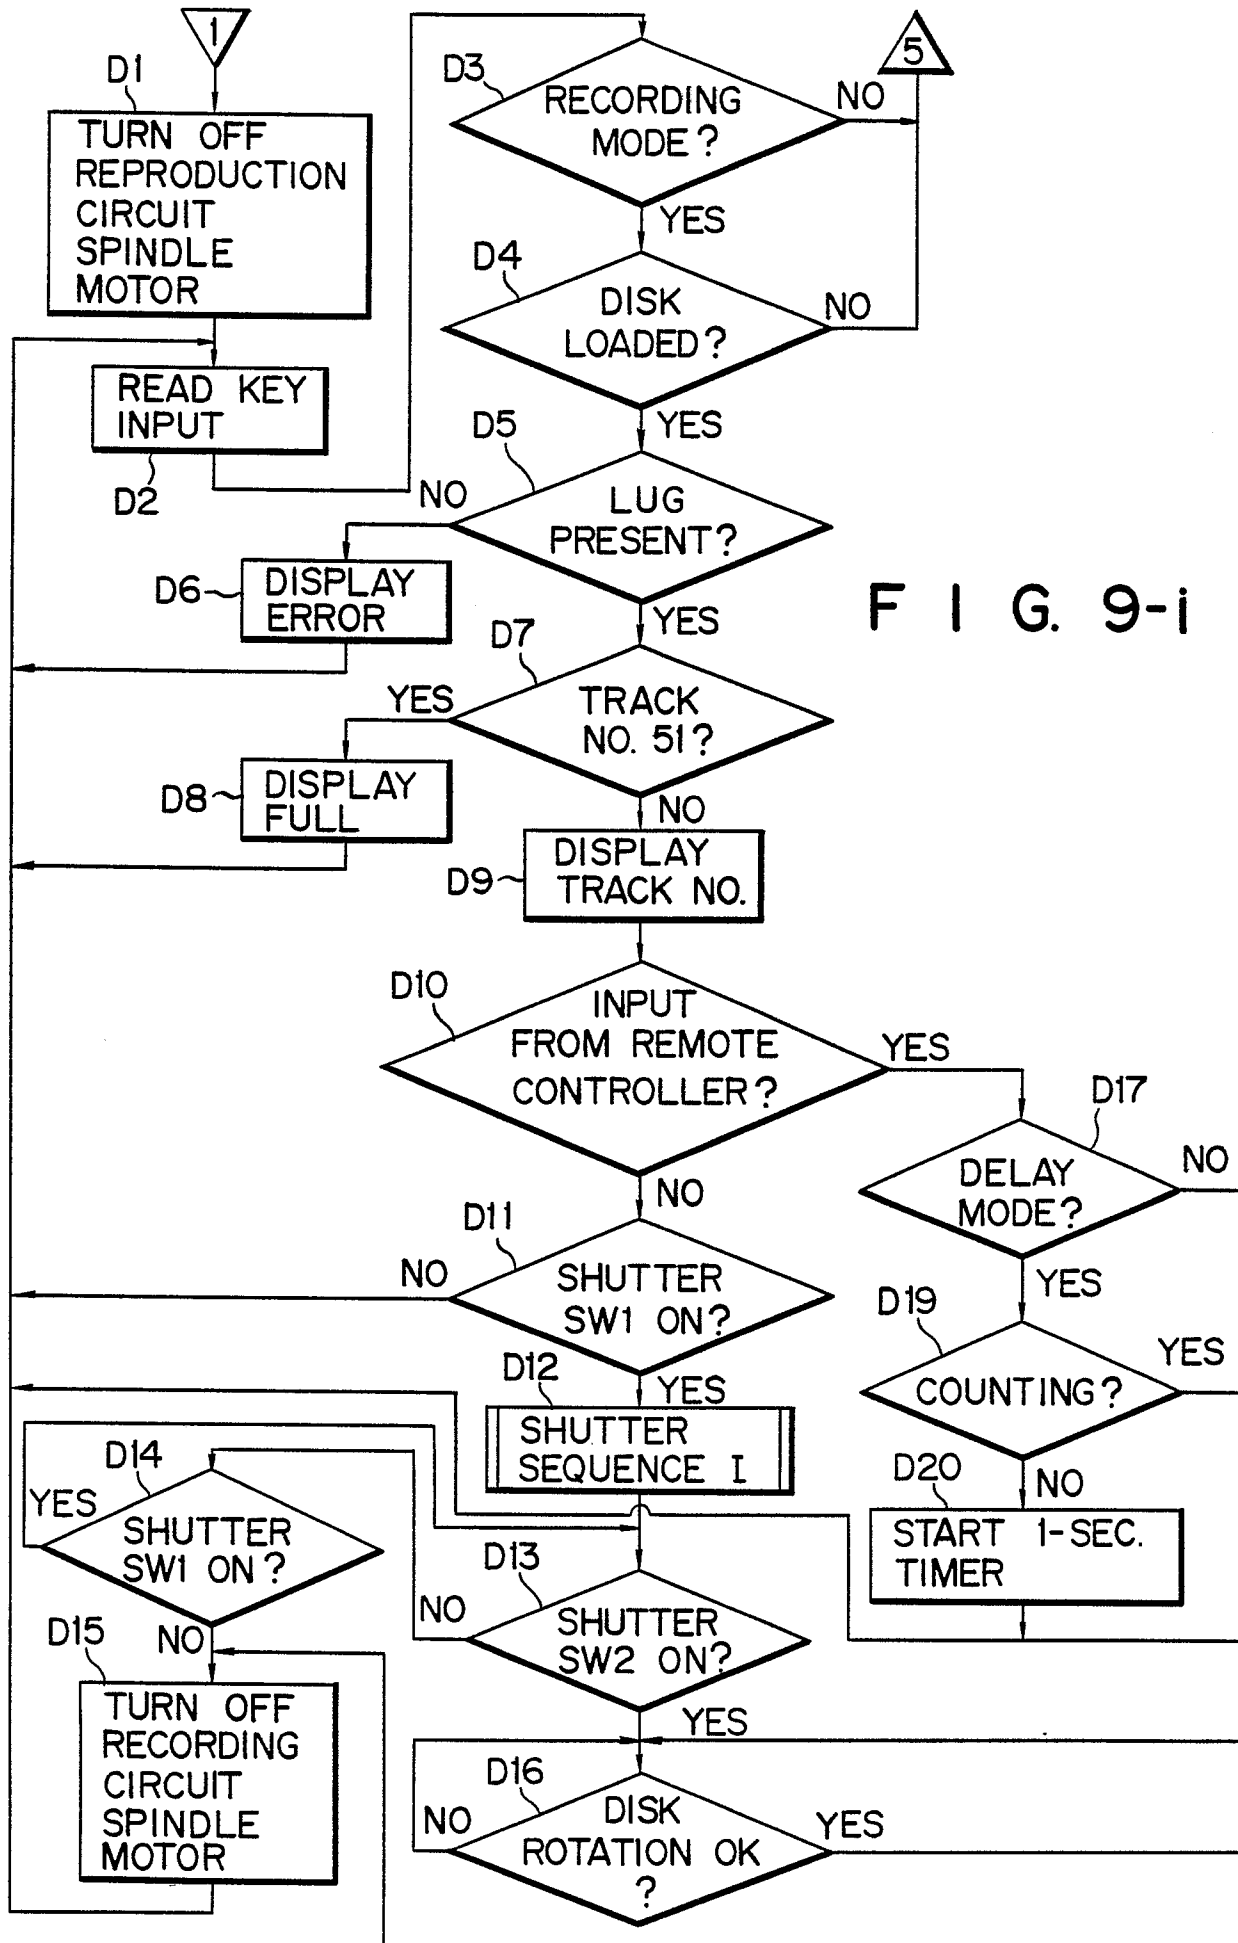 1
D1
TURN OFF
REPRODUCTION
CIRCUIT
SPINDLE
MOTOR
READ KEY
INPUT
D2
D3
RECORDING
MODE?
NO
5
YES
D4
DISK
LOADED?
NO
YES
D5
LUG
PRESENT?
NO
D6
DISPLAY
ERROR
YES
FIG. 9-i
D7
TRACK
NO. 51?
YES
D8
DISPLAY
FULL
NO
D9
DISPLAY
TRACK NO.
D10
INPUT
FROM REMOTE
CONTROLLER?
YES
NO
D17
DELAY
MODE?
NO
YES
D11
SHUTTER
SW1 ON?
NO
YES
D19
COUNTING?
YES
NO
D12
SHUTTER
SEQUENCE I
D20
START 1-SEC.
TIMER
D14
YES
SHUTTER
SW1 ON?
NO
D13
SHUTTER
SW2 ON?
NO
YES
D15
TURN OFF
RECORDING
CIRCUIT
SPINDLE
MOTOR
D16
DISK
ROTATION OK
?
NO
YES